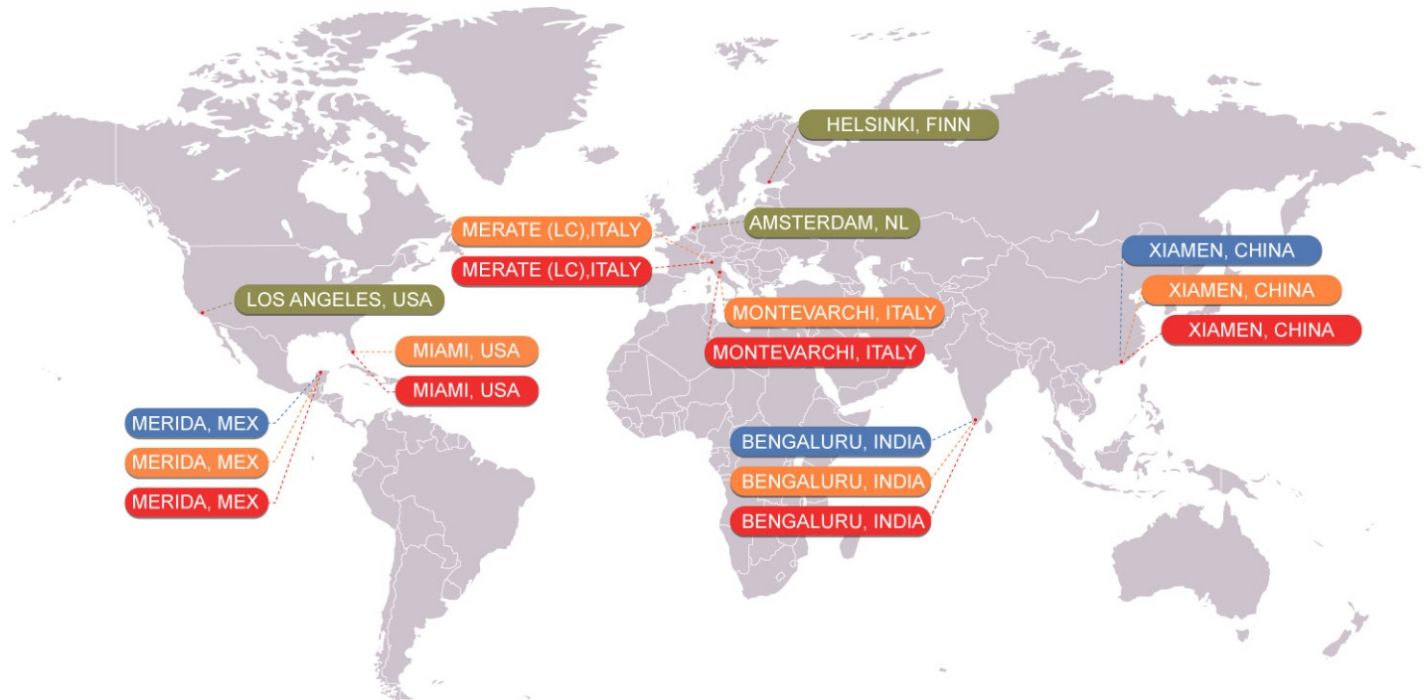 HELSINKI, FINN
MERATE (LC),ITALY
AMSTERDAM, NL
XIAMEN, CHINA
MERATE (LC),ITALY
XIAMEN, CHINA
LOS ANGELES, USA
MONTEVARCHI, ITALY
XIAMEN, CHINA
MIAMI, USA
MONTEVARCHI, ITALY
MIAMI, USA
MERIDA, MEX
BENGALURU, INDIA
MERIDA, MEX
BENGALURU, INDIA
MERIDA, MEX
BENGALURU, INDIA